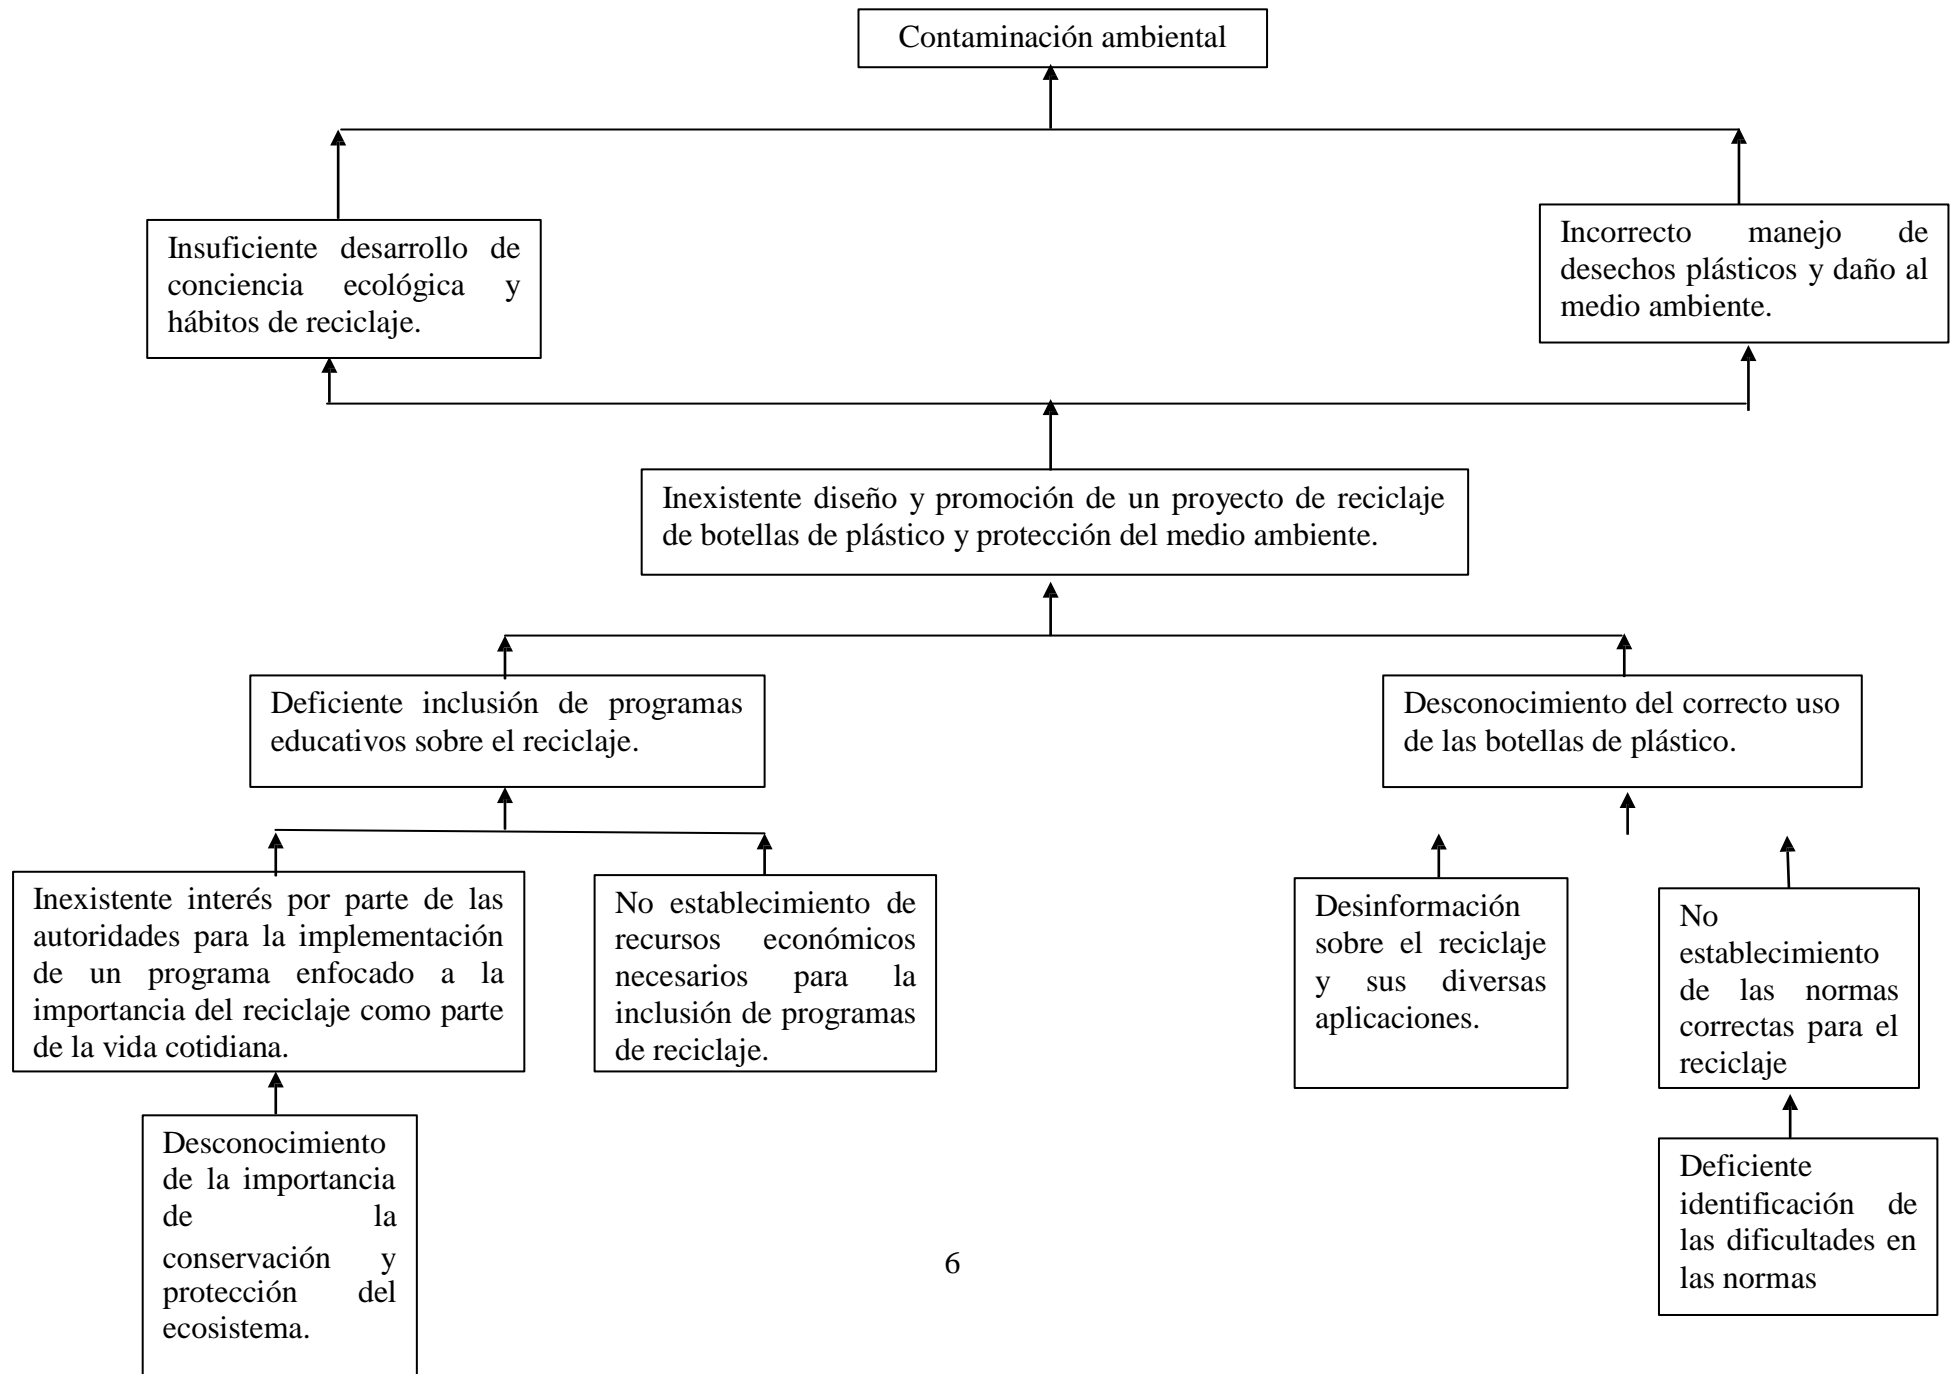 Contaminación ambiental
Insuficiente desarrollo de
conciencia ecológica y
hábitos de reciclaje.
Incorrecto manejo de
desechos plásticos y daño al
medio ambiente.
Inexistente diseño y promoción de un proyecto de reciclaje
de botellas de plástico y protección del medio ambiente.
Deficiente inclusión de programas
educativos sobre el reciclaje.
Desconocimiento del correcto uso
de las botellas de plástico.
Inexistente interés por parte de las
autoridades para la implementación
de un programa enfocado a la
importancia del reciclaje como parte
de la vida cotidiana.
No establecimiento de
recursos económicos
necesarios para la
inclusión de programas
de reciclaje.
Desinformación
sobre el reciclaje
y sus diversas
aplicaciones.
No
establecimiento
de las normas
correctas para el
reciclaje
Desconocimiento
de la importancia
de la
conservación y
protección del
ecosistema.
Deficiente
identificación de
las dificultades en
las normas
6